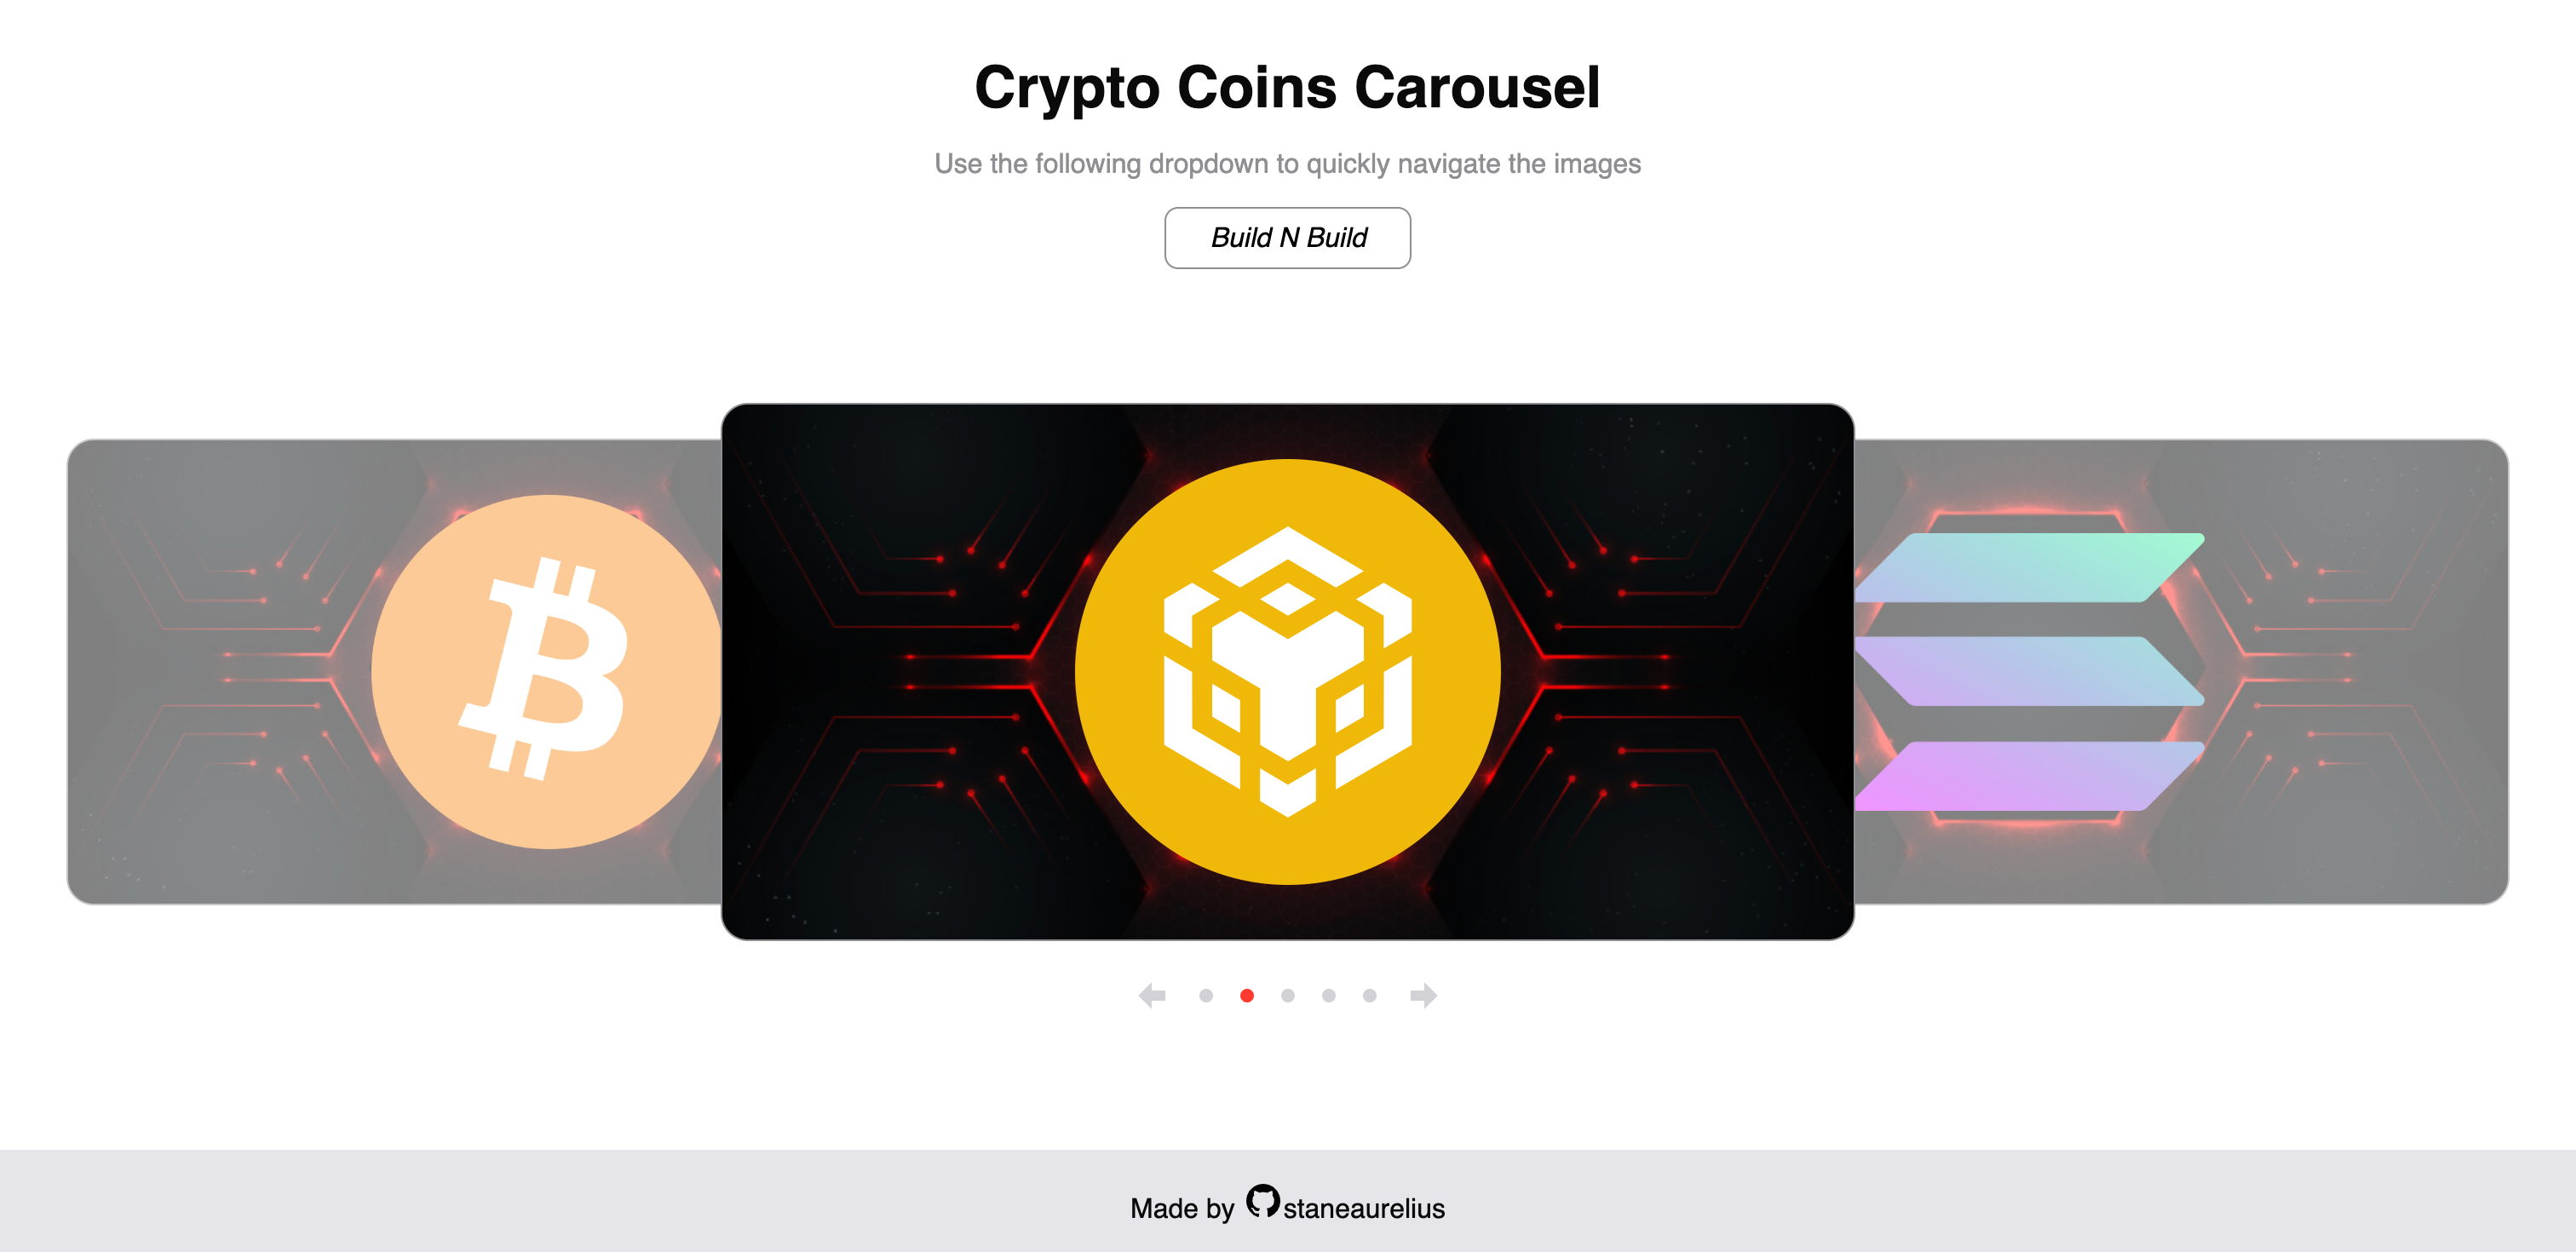 Crypto Coins Carousel
Use the following dropdown to quickly navigate the images
Build N Build
Made by staneaurelius